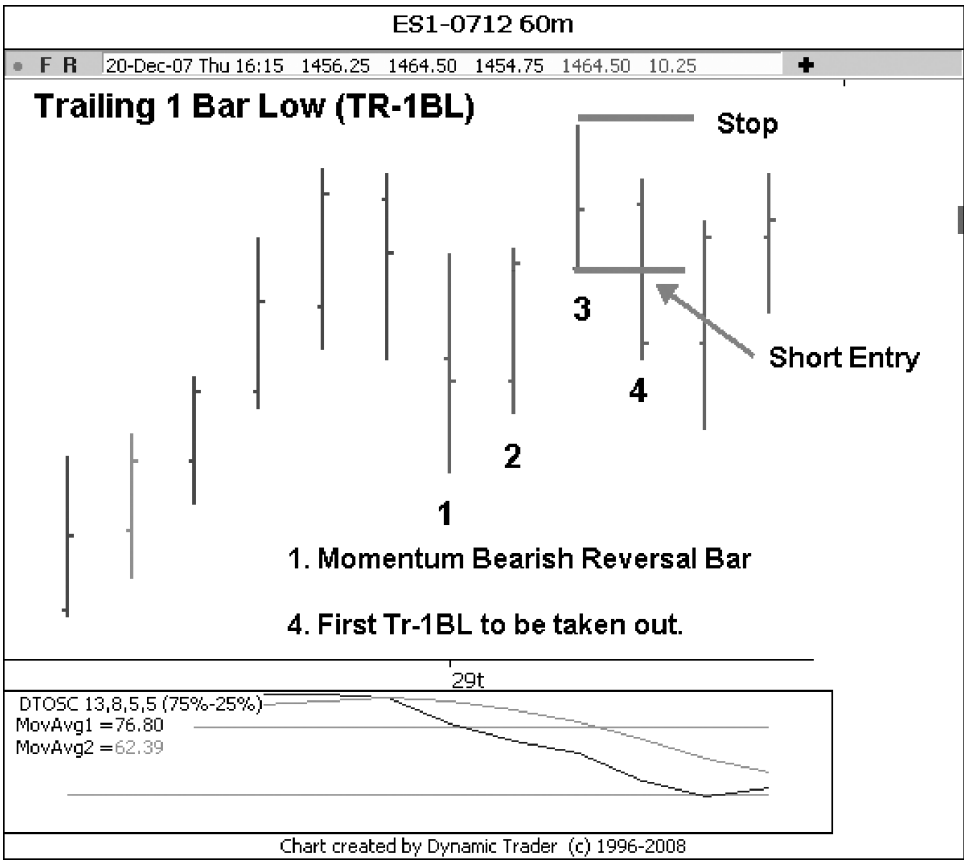 ES1-0712 60m
F R 20-Dec-07 Thu 16:15 1456.25 1464.50 1454.75 1464.50 10.25
Trailing 1 Bar Low (TR-1BL)
Stop
3
Short Entry
4
2
1
1. Momentum Bearish Reversal Bar
4. First Tr-1BL to be taken out.
29t
DTOSC 13,8,5,5 (75%-25%)
MovAvg1 =76.80
MovAvg2 =62.39
Chart created by Dynamic Trader (c) 1996-2008